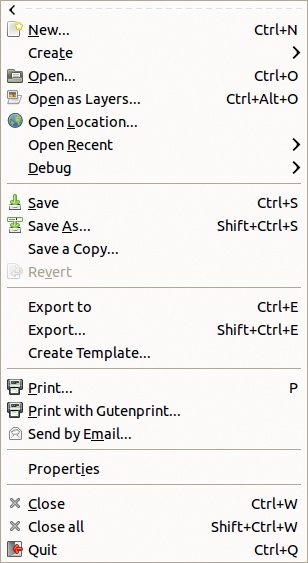 New... Ctrl+N
Create
Open... Ctrl+O
Open as Layers... Ctrl+Alt+O
Open Location...
Open Recent
Debug
Save Ctrl+S
Save As... Shift+Ctrl+S
Save a Copy...
Revert
Export to Ctrl+E
Export... Shift+Ctrl+E
Create Template...
Print... P
Print with Gutenprint...
Send by Email...
Properties
Close Ctrl+W
Close all Shift+Ctrl+W
Quit Ctrl+Q